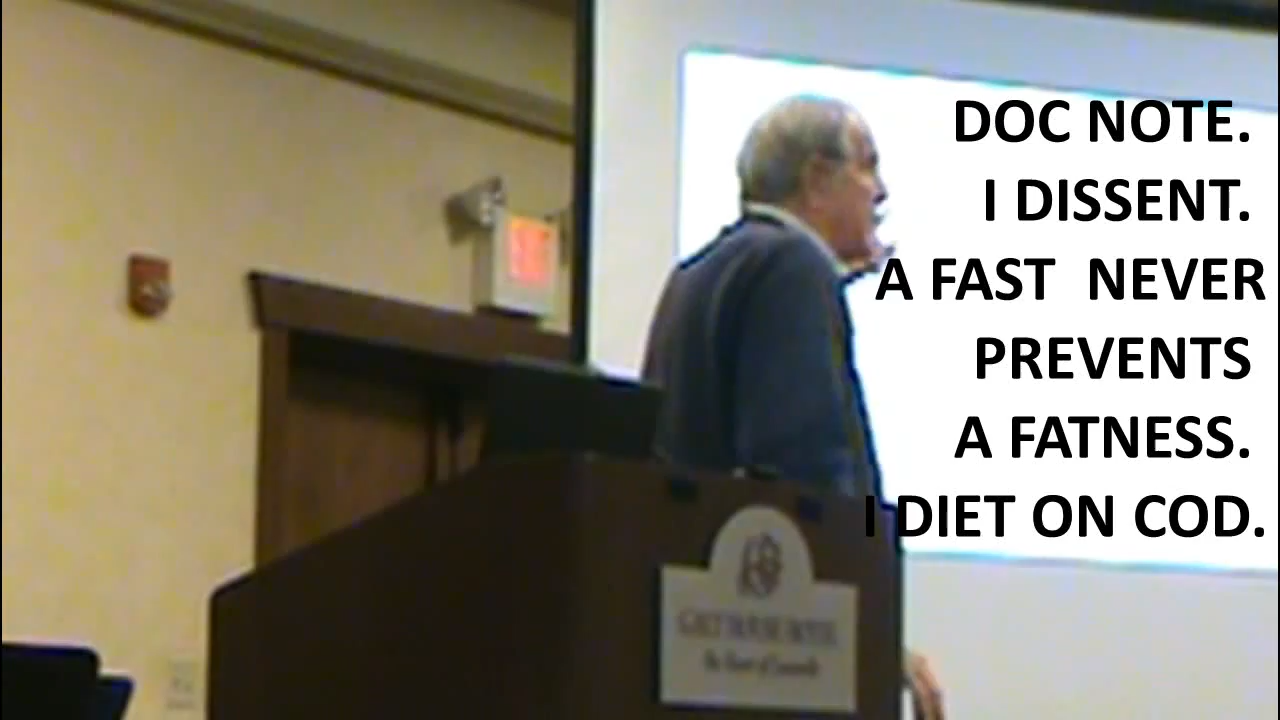 DOC NOTE.
I DISSENT.
A FAST NEVER
PREVENTS
A FATNESS.
I DIET ON COD.